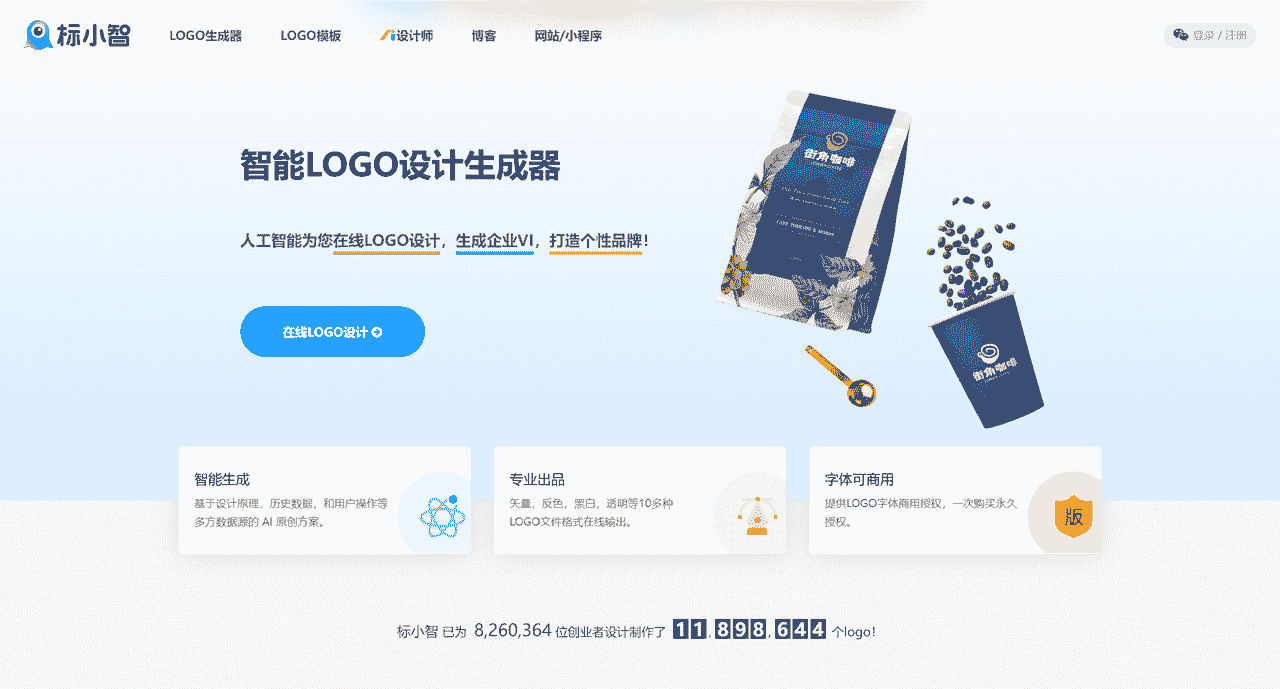 标小智
LOGO生成器
LOGO模板
Ai设计师
博客
网站/小程序
登录 / 注册
智能LOGO设计生成器
人工智能为您在线LOGO设计，生成企业VI，打造个性品牌！
在线LOGO设计
街角咖啡
街角咖啡
智能生成
基于设计原理，历史数据，和用户操作等
多方数据源的 AI 原创方案。
专业出品
矢量，反色，黑白，透明等10多种
LOGO文件格式在线输出。
字体可商用
提供LOGO字体商用授权，一次购买永久
授权。
版
标小智 已为 8,260,364 位创业者设计制作了 11,898,644 个logo！